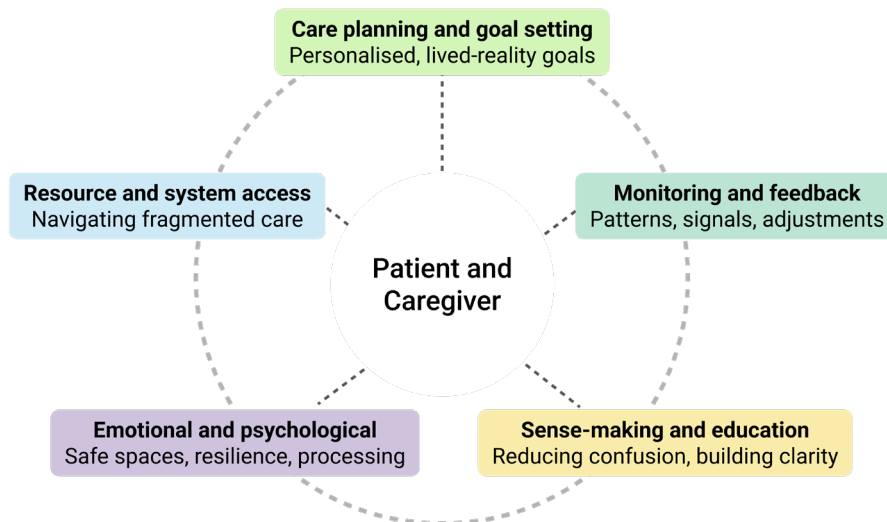 Care planning and goal setting
Personalised, lived-reality goals
Resource and system access
Navigating fragmented care
Monitoring and feedback
Patterns, signals, adjustments
Patient and
Caregiver
Emotional and psychological
Safe spaces, resilience, processing
Sense-making and education
Reducing confusion, building clarity